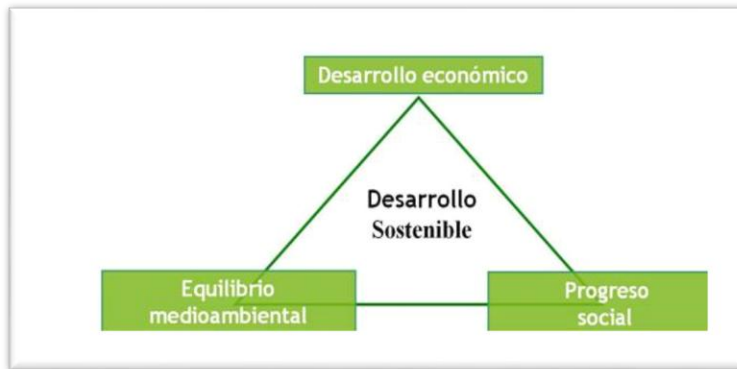 Desarrollo económico
Desarrollo
Sostenible
Equilibrio
medioambiental
Progreso
social